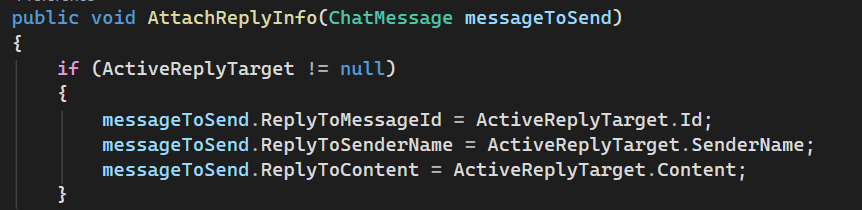 public void AttachReplyInfo(ChatMessage messageToSend)
{
if (ActiveReplyTarget != null)
{
messageToSend.ReplyToMessageId = ActiveReplyTarget.Id;
messageToSend.ReplyToSenderName = ActiveReplyTarget.SenderName;
messageToSend.ReplyToContent = ActiveReplyTarget.Content;
}